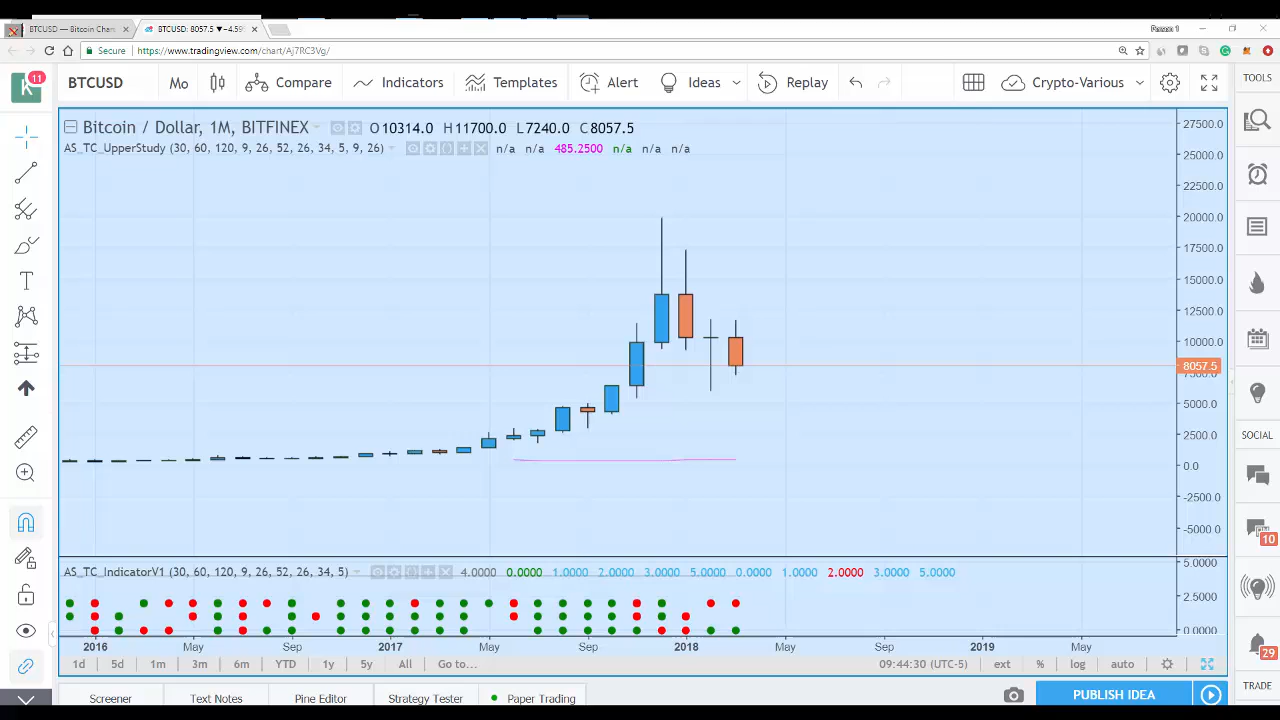 BTCUSD — Bitcoin Char
BTCUSD: 8057.5 ▼-4.59%
Person 1
Secure
https://www.tradingview.com/chart/Aj7RC3Vg/
K 11
BTCUSD Mo Compare Indicators Templates Alert Ideas Replay Crypto-Various
TOOLS
Bitcoin / Dollar, 1M, BITFINEX O10314.0 H11700.0 L7240.0 C8057.5
AS_TC_UpperStudy (30, 60, 120, 9, 26, 52, 26, 34, 5, 9, 26) n/a n/a 485.2500 n/a n/a n/a
27500.0
25000.0
22500.0
20000.0
17500.0
15000.0
12500.0
10000.0
8057.5
7500.0
5000.0
2500.0
0.0
-2500.0
-5000.0
SOCIAL
10
29
TRADE
AS_TC_IndicatorV1 (30, 60, 120, 9, 26, 52, 26, 34, 5) 4.0000 0.0000 1.0000 2.0000 3.0000 5.0000 0.0000 1.0000 2.0000 3.0000 5.0000
5.0000
2.5000
0.0000
2016 May Sep 2017 May Sep 2018 May Sep 2019 May
1d 5d 1m 3m 6m YTD 1y 5y All Go to... 09:44:30 (UTC-5) ext % log auto
Screener Text Notes Pine Editor Strategy Tester Paper Trading PUBLISH IDEA